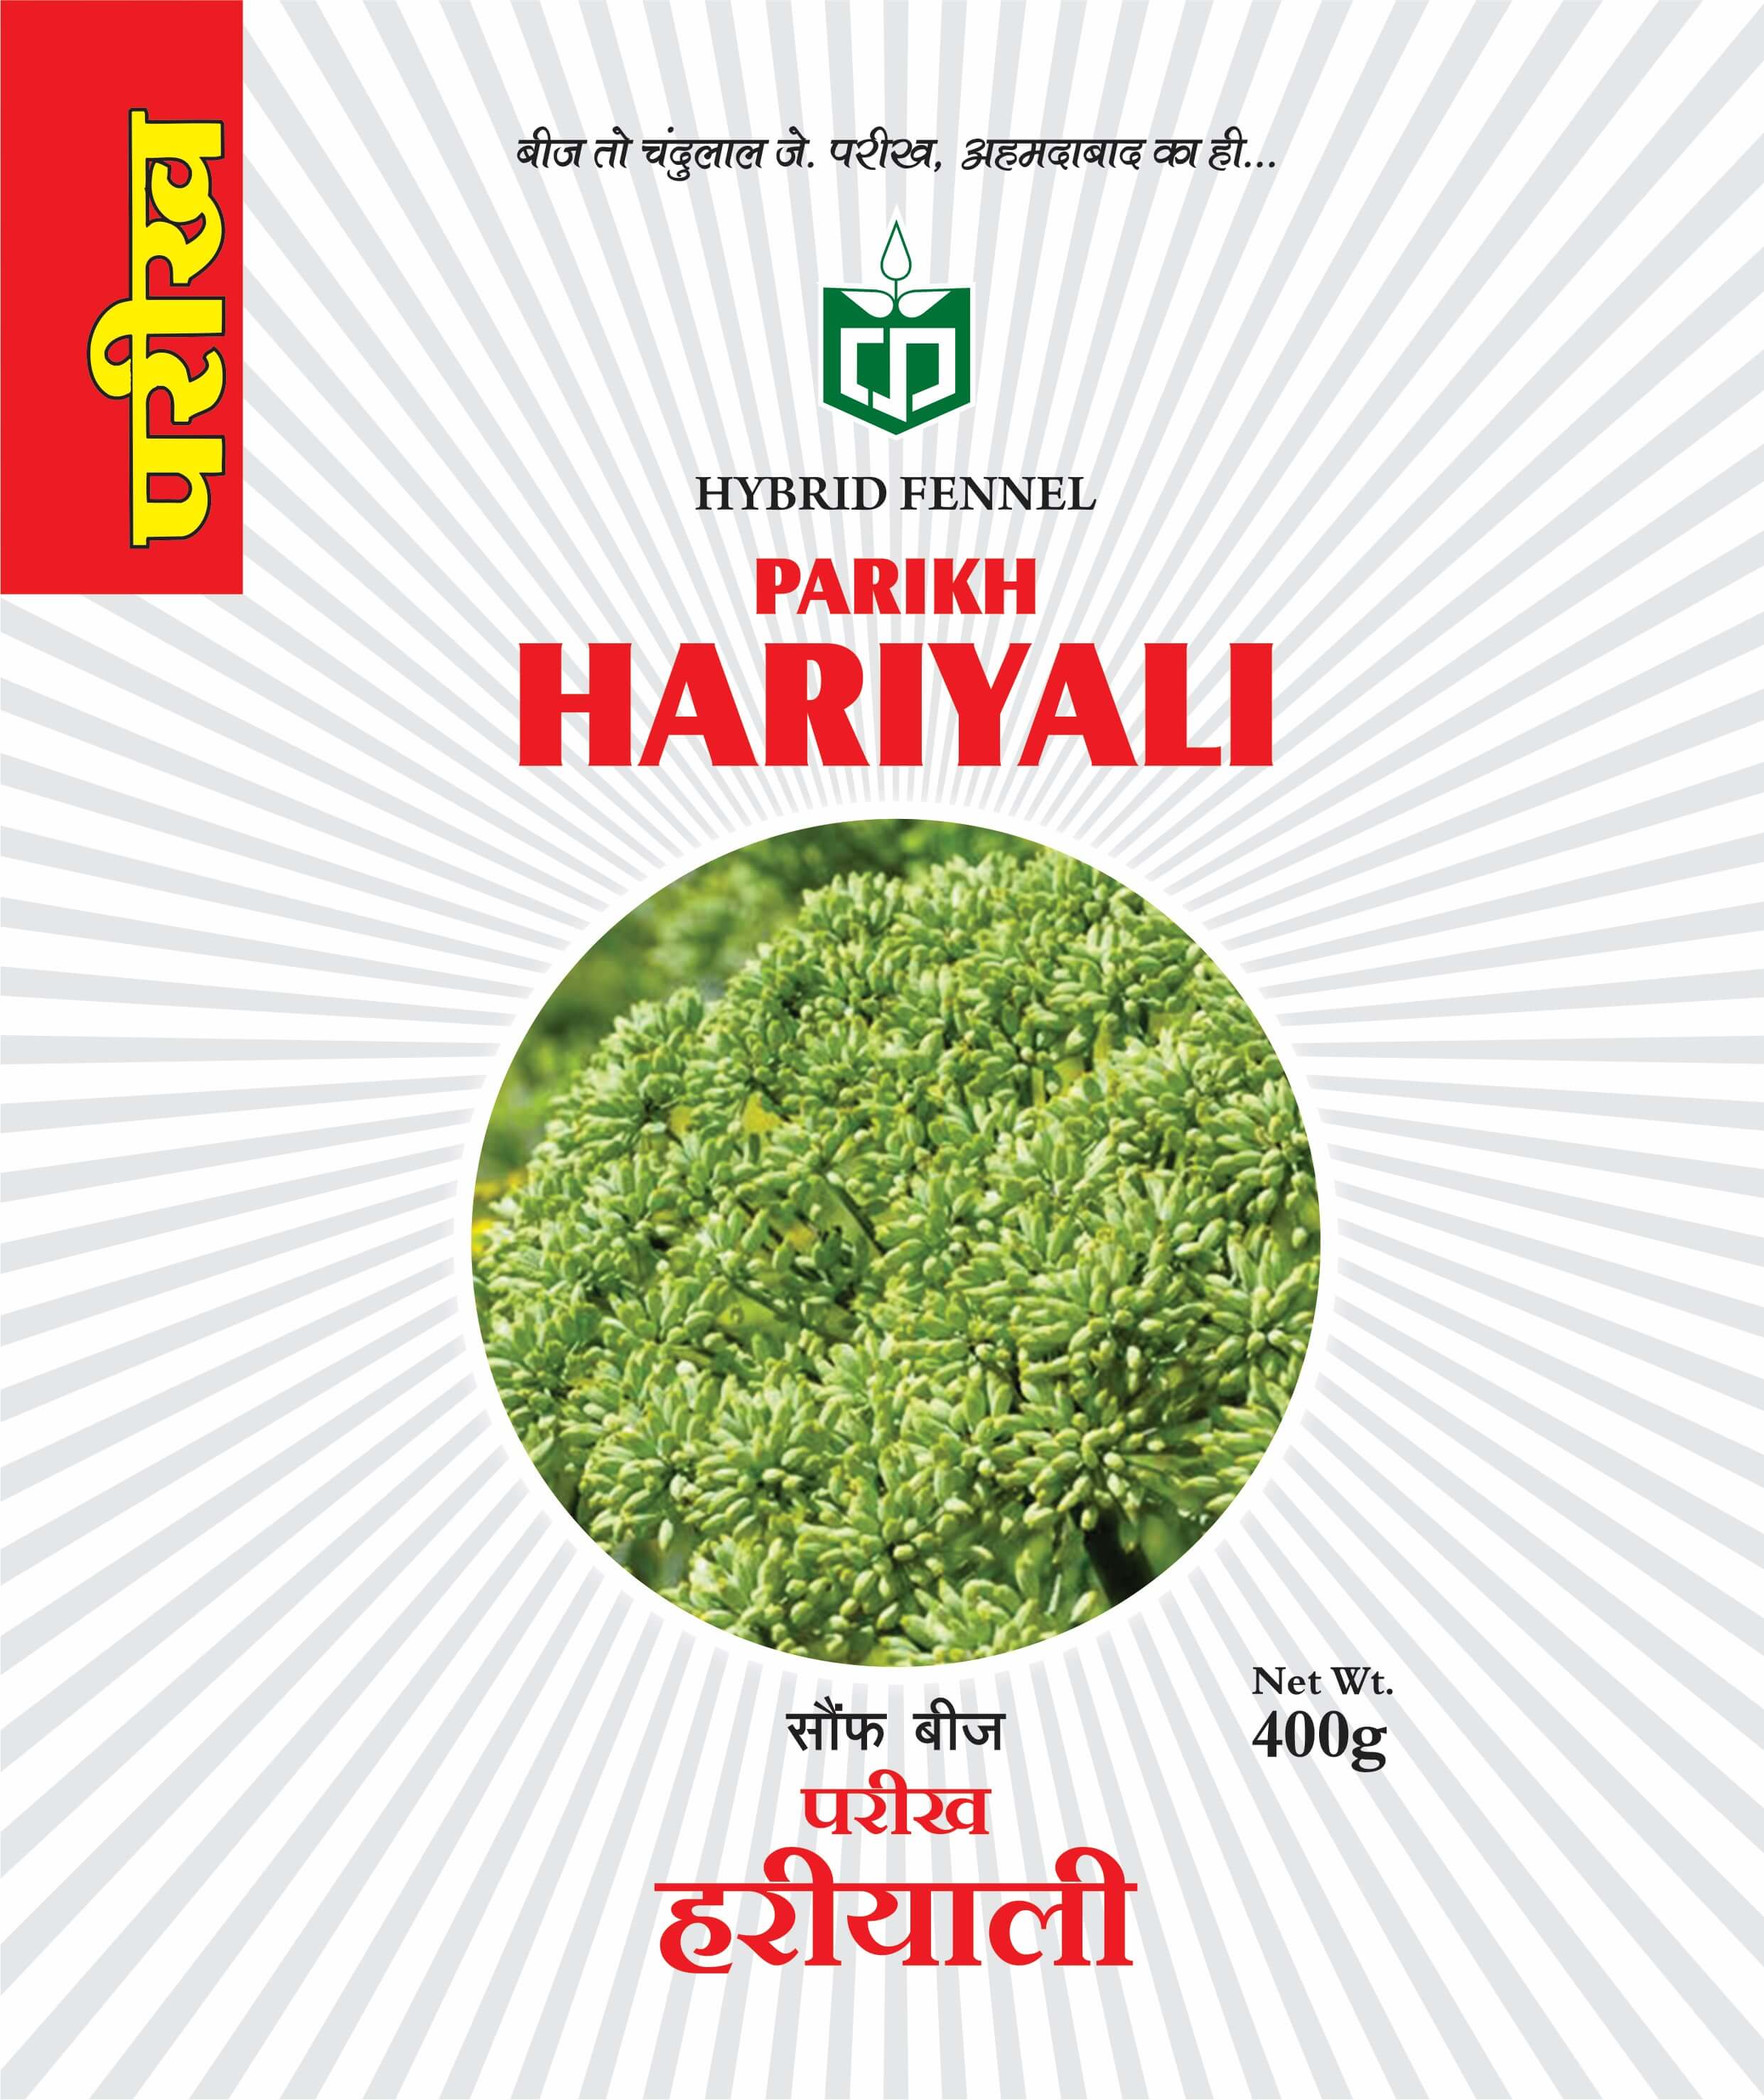 परीख
बीज तो चंदुलाल जे. परीख, अहमदाबाद का ही...
HYBRID FENNEL
PARIKH
HARIYALI
Net Wt.
400g
सौंफ बीज
परीख
हरीयाली